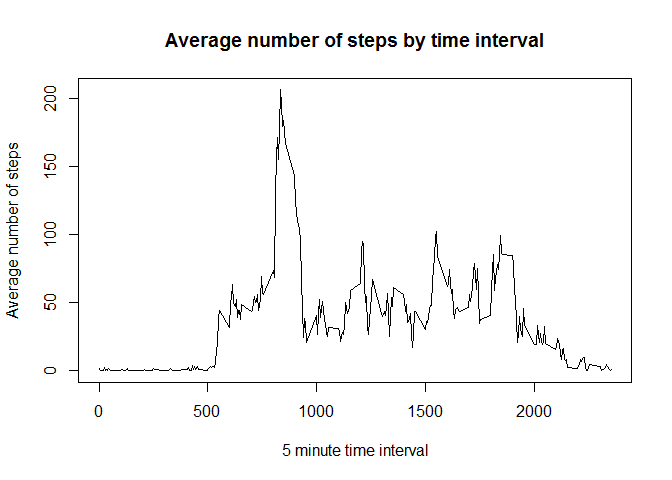 Average number of steps by time interval
Average number of steps
200
150
100
50
0
0 500 1000 1500 2000
5 minute time interval